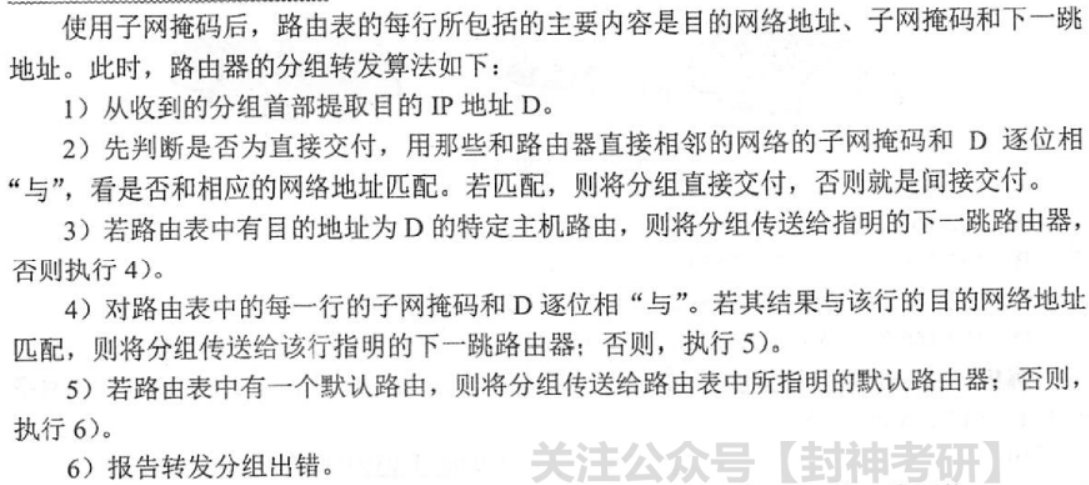 使用子网掩码后，路由表的每行所包括的主要内容是目的网络地址、子网掩码和下一跳
地址。此时，路由器的分组转发算法如下：
1）从收到的分组首部提取目的 IP 地址 D。
2）先判断是否为直接交付，用那些和路由器直接相邻的网络的子网掩码和 D 逐位相
“与”，看是否和相应的网络地址匹配。若匹配，则将分组直接交付，否则就是间接交付。
3）若路由表中有目的地址为 D 的特定主机路由，则将分组传送给指明的下一跳路由器，
否则执行 4）。
4）对路由表中的每一行的子网掩码和 D 逐位相“与”。若其结果与该行的目的网络地址
匹配，则将分组传送给该行指明的下一跳路由器；否则，执行 5）。
5）若路由表中有一个默认路由，则将分组传送给路由表中所指明的默认路由器；否则，
执行 6）。
6）报告转发分组出错。
关注公众号【封神考研】